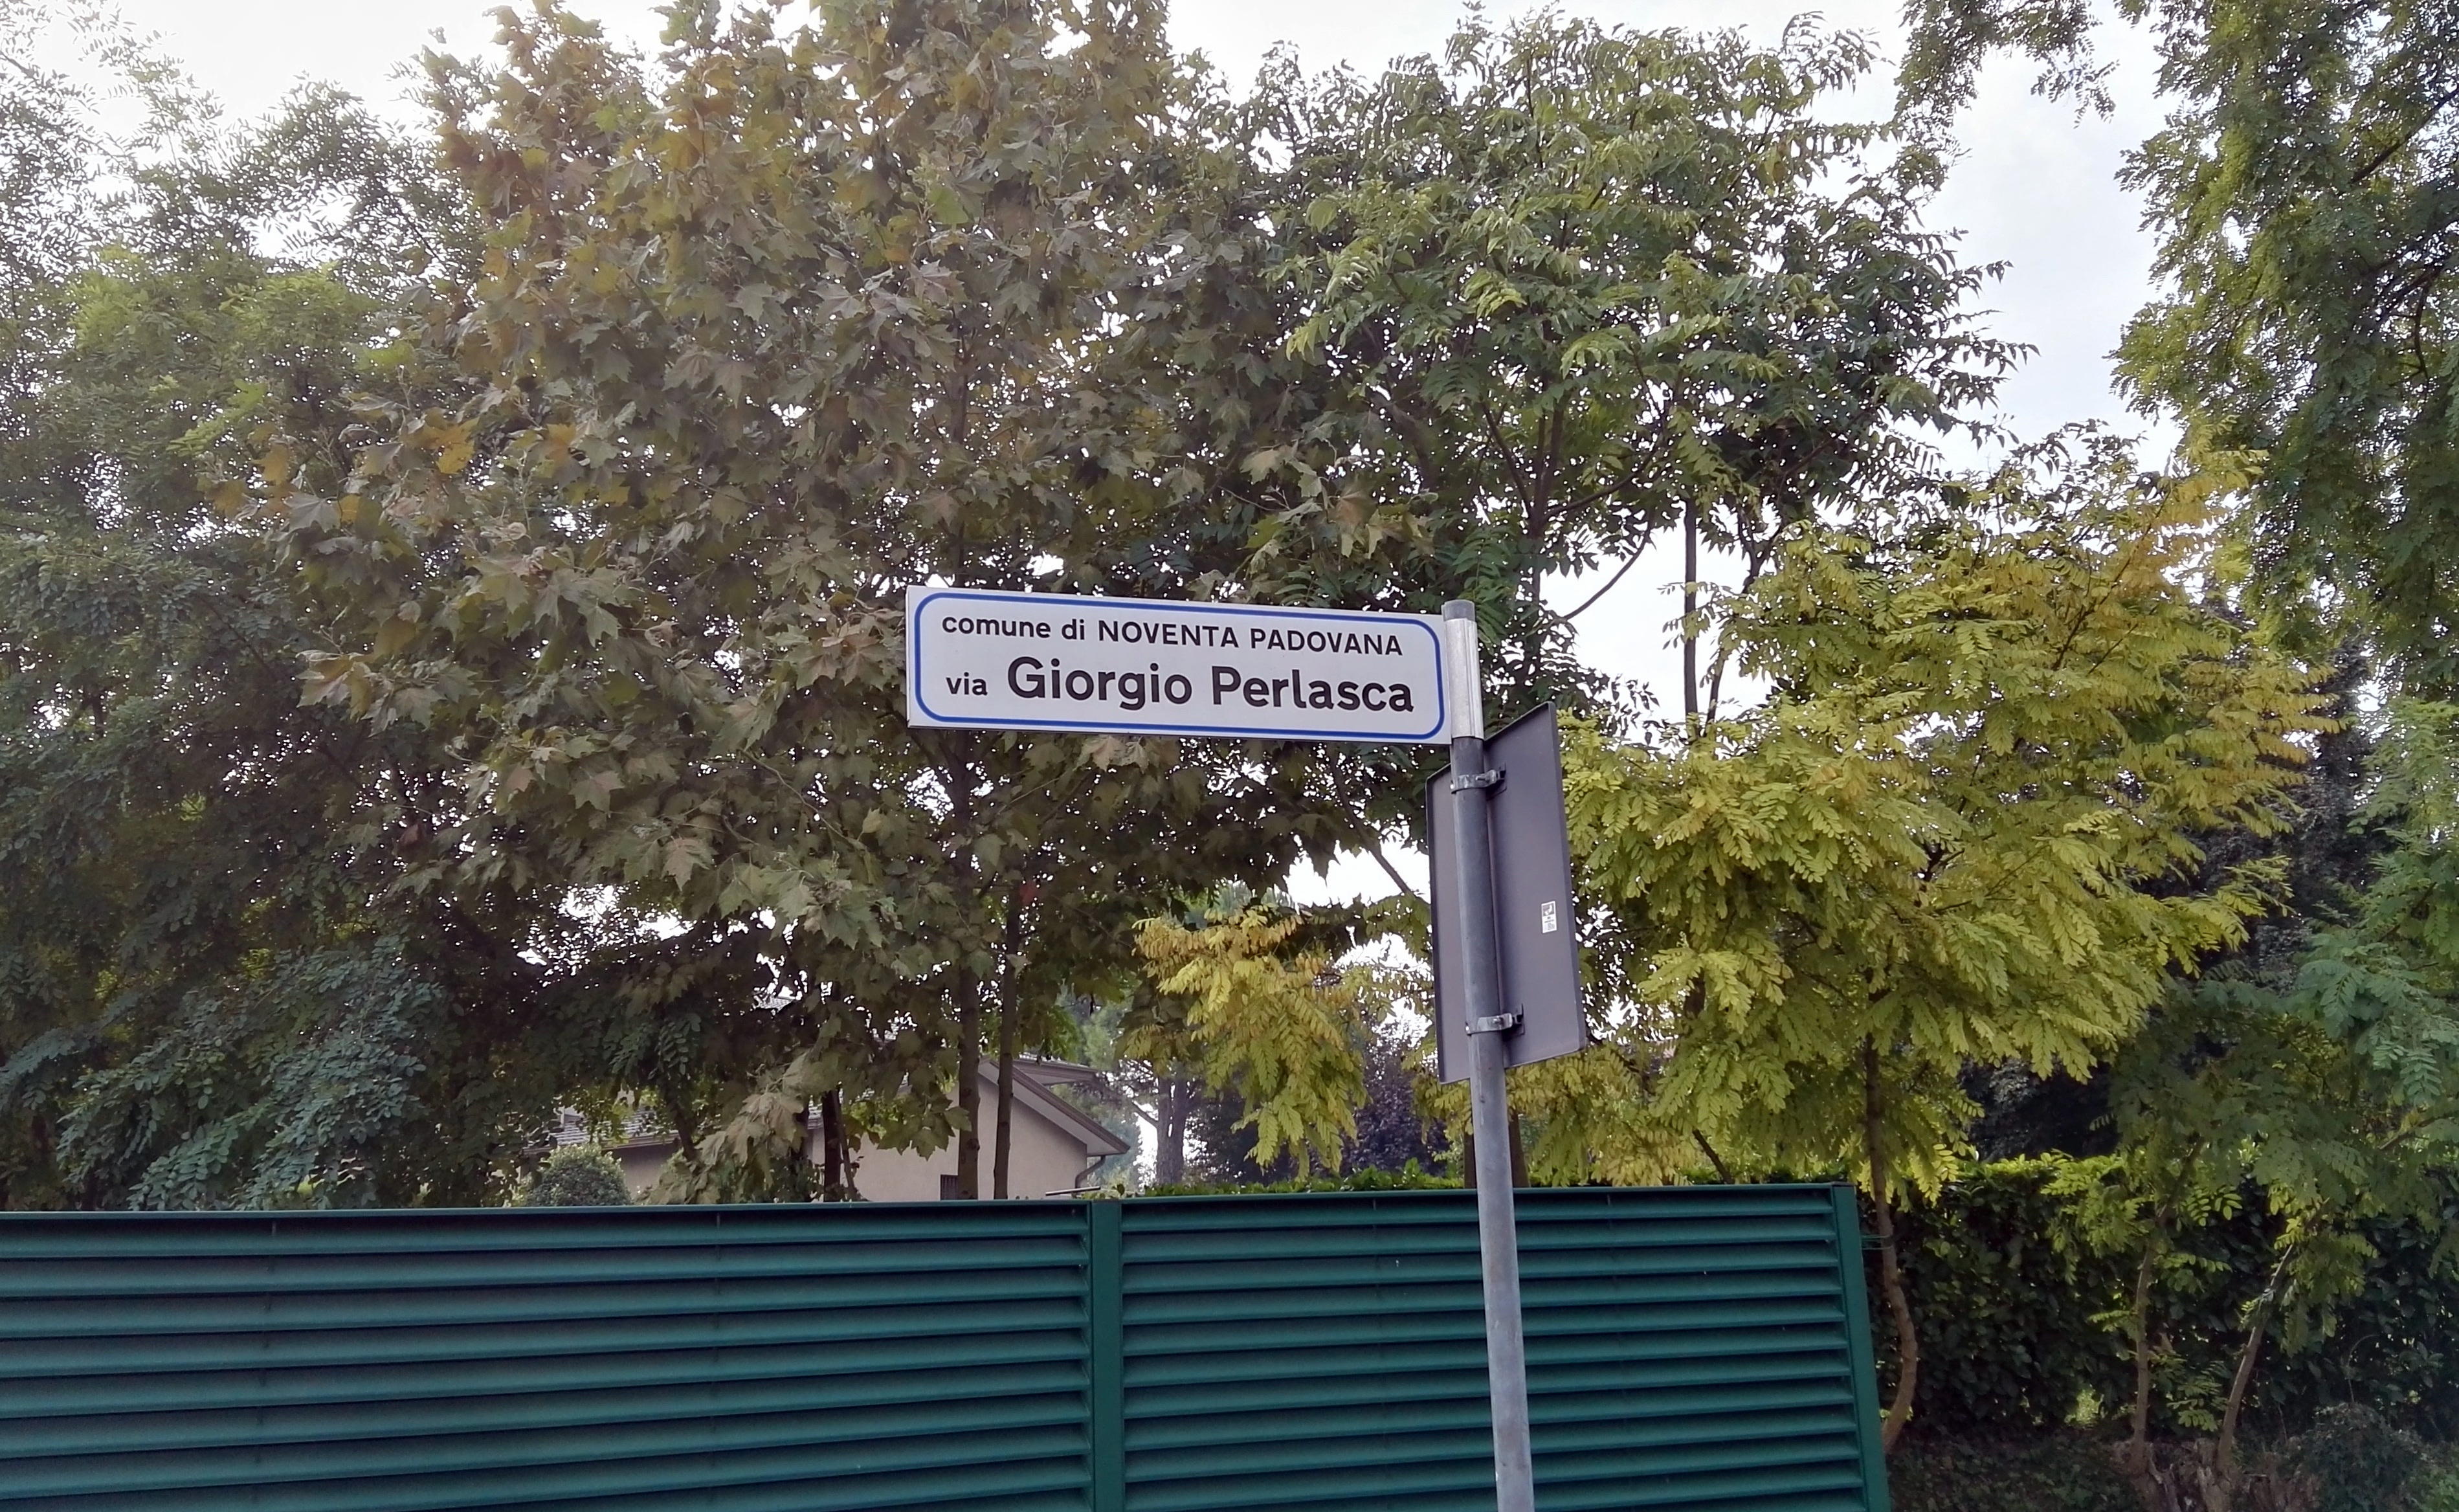 comune di NOVENTA PADOVANA
via Giorgio Perlasca